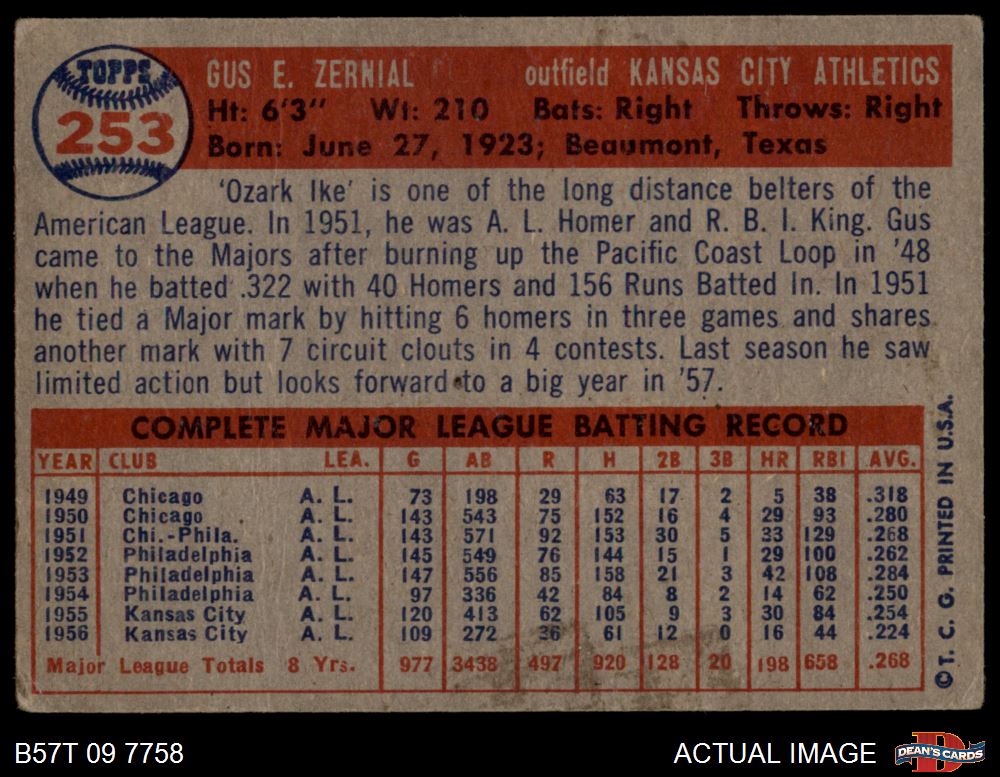 TOPPS
253
GUS E. ZERNIAL outfield KANSAS CITY ATHLETICS
Ht: 6'3" Wt: 210 Bats: Right Throws: Right
Born: June 27, 1923; Beaumont, Texas
'Ozark Ike' is one of the long distance belters of the
American League. In 1951, he was A. L. Homer and R. B. I. King. Gus
came to the Majors after burning up the Pacific Coast Loop in '48
when he batted .322 with 40 Homers and 156 Runs Batted In. In 1951
he tied a Major mark by hitting 6 homers in three games and shares
another mark with 7 circuit clouts in 4 contests. Last season he saw
limited action but looks forward to a big year in '57.
COMPLETE MAJOR LEAGUE BATTING RECORD
YEAR CLUB LEA. G AB R H 2B 3B HR RBI AVG.
1949 Chicago A. L. 73 198 29 63 17 2 5 38 .318
1950 Chicago A. L. 143 543 75 152 16 4 29 93 .280
1951 Chi.-Phila. A. L. 143 571 92 153 30 5 33 129 .268
1952 Philadelphia A. L. 145 549 76 144 15 1 29 100 .262
1953 Philadelphia A. L. 147 556 85 158 21 3 42 108 .284
1954 Philadelphia A. L. 97 336 42 84 8 2 14 62 .250
1955 Kansas City A. L. 120 413 62 105 9 3 30 84 .254
1956 Kansas City A. L. 109 272 36 61 12 0 16 44 .224
Major League Totals 8 Yrs. 977 3438 497 920 128 20 198 658 .268
©T. C. G. PRINTED IN U.S.A.
B57T 09 7758 ACTUAL IMAGE DEAN'S CARDS